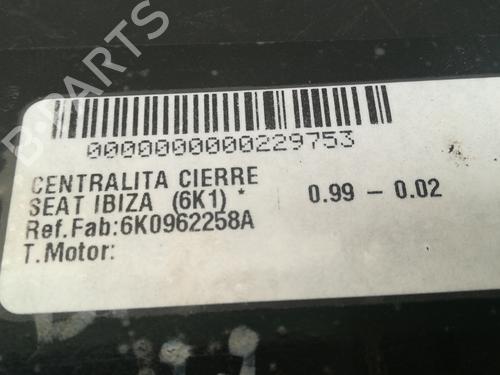 B-PARTS
0000000000229753
CENTRALITA CIERRE
SEAT IBIZA (6K1) * 0.99 - 0.02
Ref.Fab:6K0962258A
T.Motor: